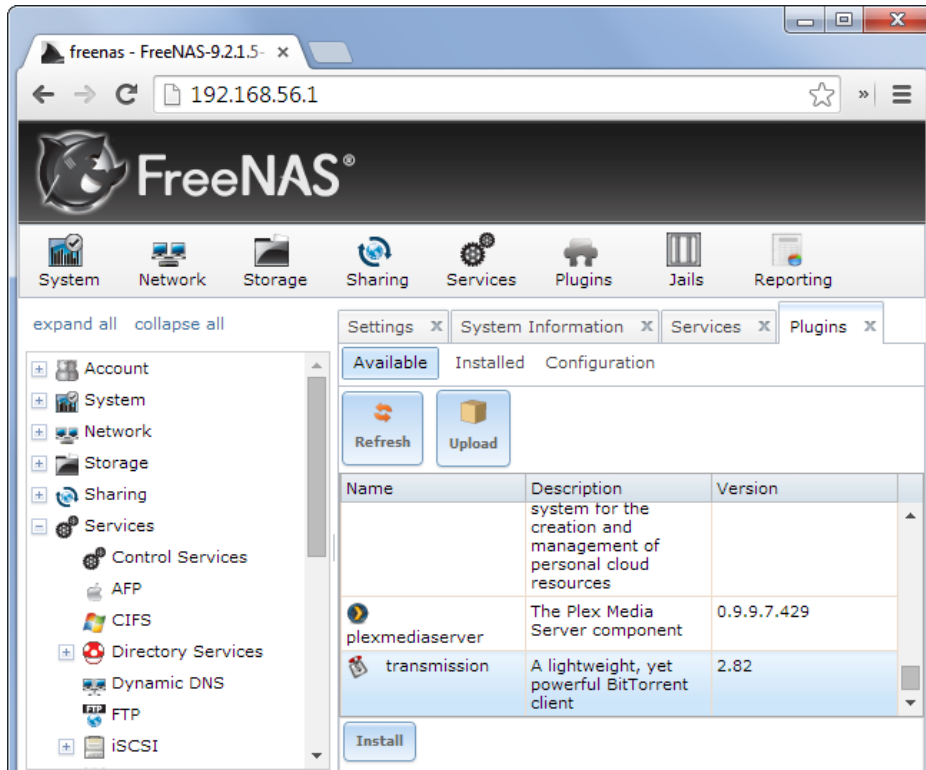 freenas - FreeNAS-9.2.1.5-
192.168.56.1
FreeNAS®
System Network Storage Sharing Services Plugins Jails Reporting
expand all collapse all
Settings System Information Services Plugins
Available Installed Configuration
Refresh Upload
Name Description Version
system for the
creation and
management of
personal cloud
resources
plexmediaserver
The Plex Media
Server component
0.9.9.7.429
transmission
A lightweight, yet
powerful BitTorrent
client
2.82
Install
Account
System
Network
Storage
Sharing
Services
Control Services
AFP
CIFS
Directory Services
Dynamic DNS
FTP
FTP
iSCSI